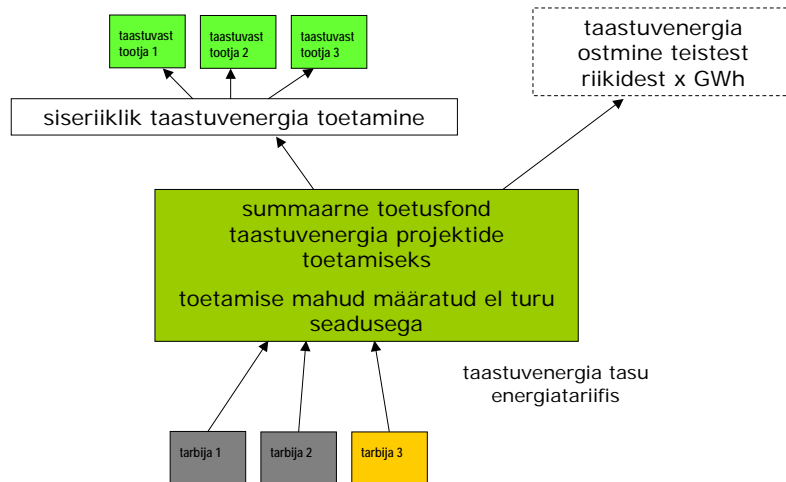 taastuvast
tootja 1
taastuvast
tootja 2
taastuvast
tootja 3
taastuvenergia
ostmine teistest
riikidest x GWh
siseriiklik taastuvenergia toetamine
summaarne toetusfond
taastuvenergia projektide
toetamiseks
toetamise mahud määratud el turu
seadusega
taastuvenergia tasu
energiatariifis
tarbija 1
tarbija 2
tarbija 3